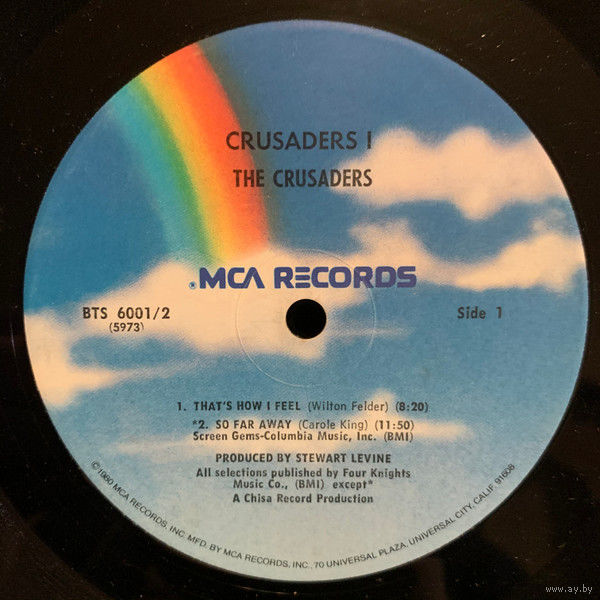 CRUSADERS I
THE CRUSADERS
MCA RECORDS
BTS 6001/2
(5973)
Side 1
1. THAT'S HOW I FEEL (Wilton Felder) (8:20)
*2. SO FAR AWAY (Carole King) (11:50)
Screen Gems-Columbia Music, Inc. (BMI)
PRODUCED BY STEWART LEVINE
All selections published by Four Knights
Music Co., (BMI) except*
A Chisa Record Production
©1980 MCA RECORDS, INC. MFD. BY MCA RECORDS, INC., 70 UNIVERSAL PLAZA, UNIVERSAL CITY, CALIF. 91608
www.ay.by